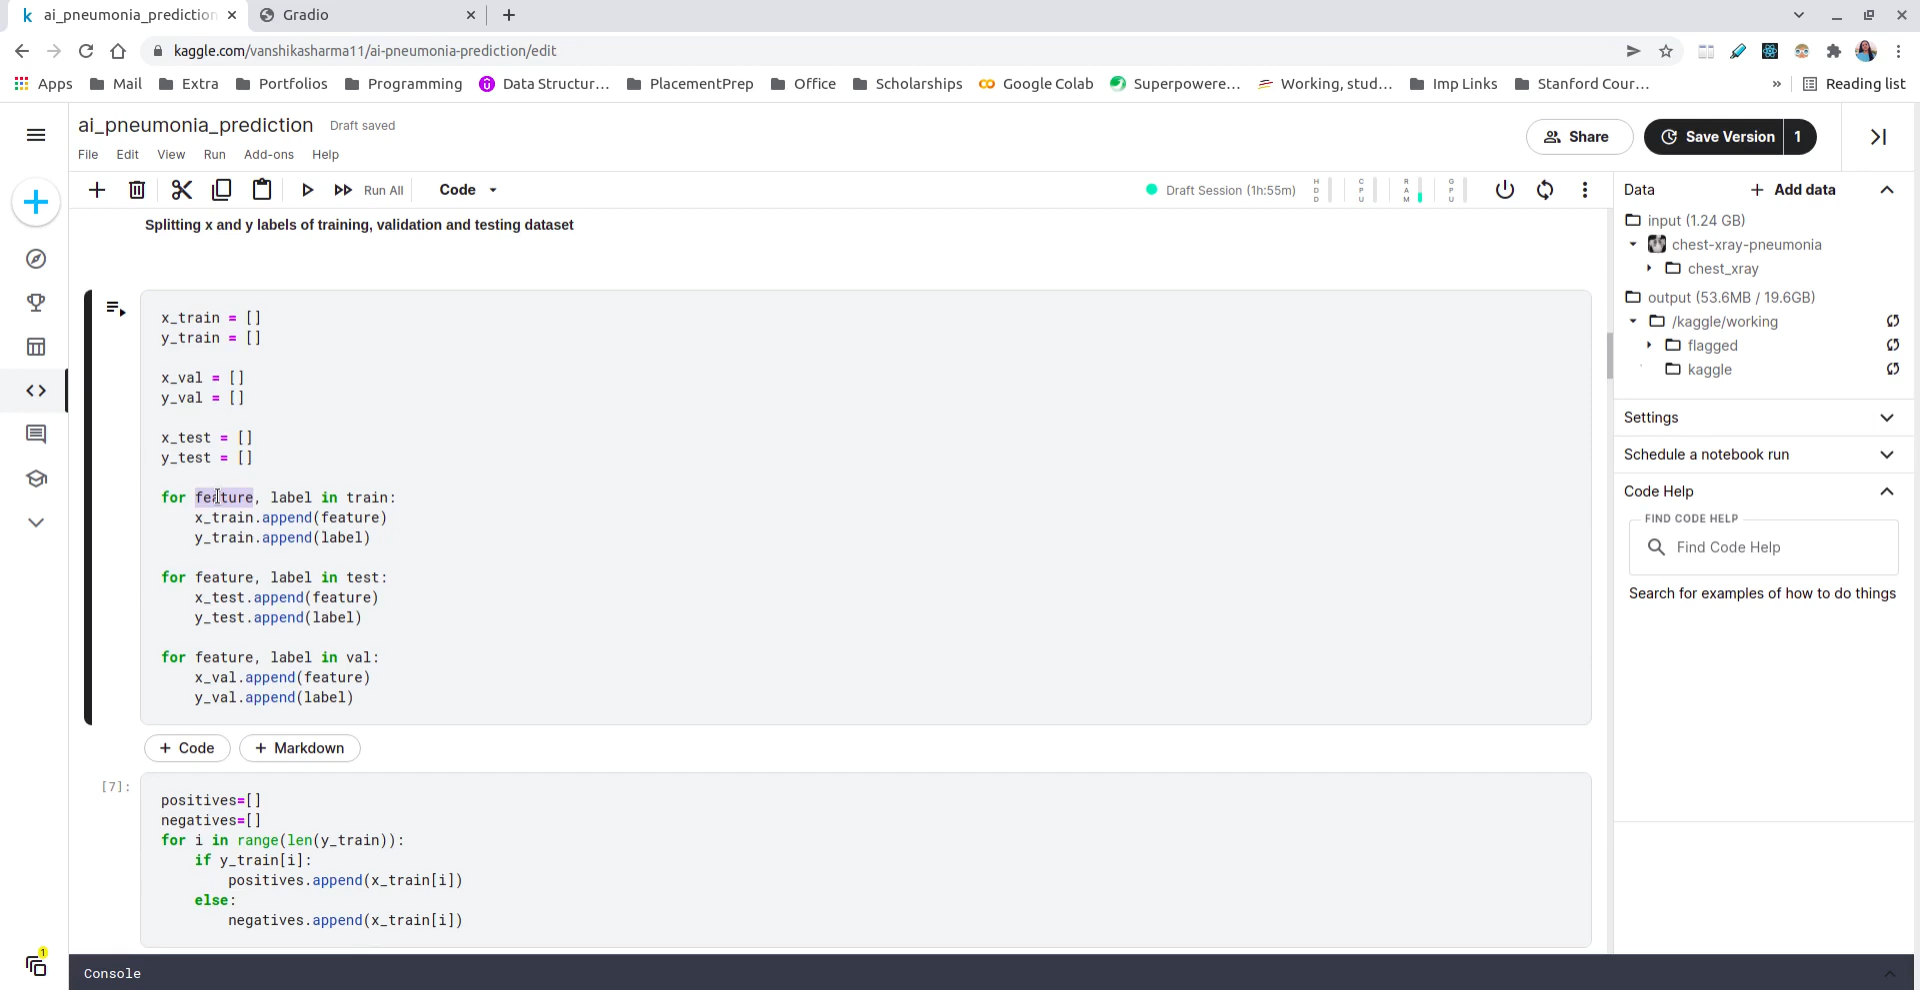 ai_pneumonia_prediction
Gradio
kaggle.com/vanshikasharma11/ai-pneumonia-prediction/edit
Apps Mail Extra Portfolios Programming Data Structur... PlacementPrep Office Scholarships Google Colab Superpowere... Working, stud... Imp Links Stanford Cour... » Reading list
ai_pneumonia_prediction Draft saved
File Edit View Run Add-ons Help
Share
Save Version 1
Run All Code
Draft Session (1h:55m) HDD CPU RAM GPU
Splitting x and y labels of training, validation and testing dataset
x_train = []
y_train = []
x_val = []
y_val = []
x_test = []
y_test = []
for feature, label in train:
    x_train.append(feature)
    y_train.append(label)
for feature, label in test:
    x_test.append(feature)
    y_test.append(label)
for feature, label in val:
    x_val.append(feature)
    y_val.append(label)
+ Code + Markdown
[7]:
positives=[]
negatives=[]
for i in range(len(y_train)):
    if y_train[i]:
        positives.append(x_train[i])
    else:
        negatives.append(x_train[i])
Data + Add data
input (1.24 GB)
chest-xray-pneumonia
chest_xray
output (53.6MB / 19.6GB)
/kaggle/working
flagged
kaggle
Settings
Schedule a notebook run
Code Help
FIND CODE HELP
Find Code Help
Search for examples of how to do things
1
Console